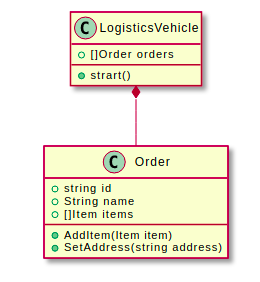 C LogisticsVehicle
[]Order orders
strart()
C Order
string id
String name
[]Item items
AddItem(Item item)
SetAddress(string address)